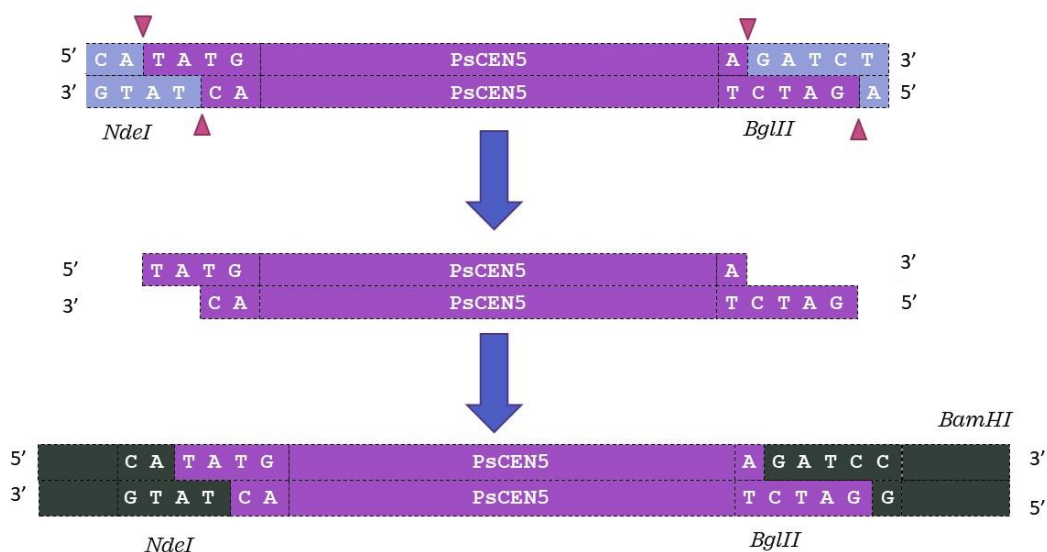 5’ C A T A T G PsCEN5 A G A T C T 3’
3’ G T A T C A PsCEN5 T C T A G A 5’
NdeI BglII
5’ T A T G PsCEN5 A 3’
3’ C A PsCEN5 T C T A G 5’
BamHI
5’ C A T A T G PsCEN5 A G A T C C 3’
3’ G T A T C A PsCEN5 T C T A G G 5’
NdeI BglII